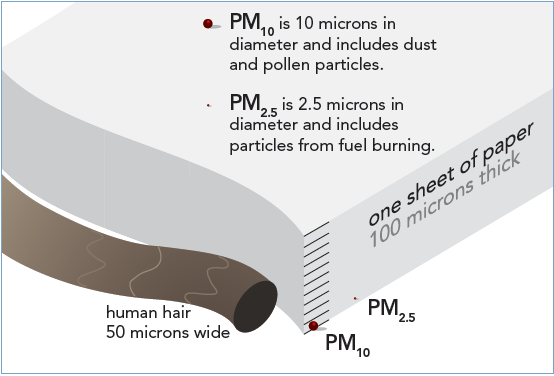 PM10 is 10 microns in
diameter and includes dust
and pollen particles.
PM2.5 is 2.5 microns in
diameter and includes
particles from fuel burning.
one sheet of paper
100 microns thick
human hair
50 microns wide
PM2.5
PM10